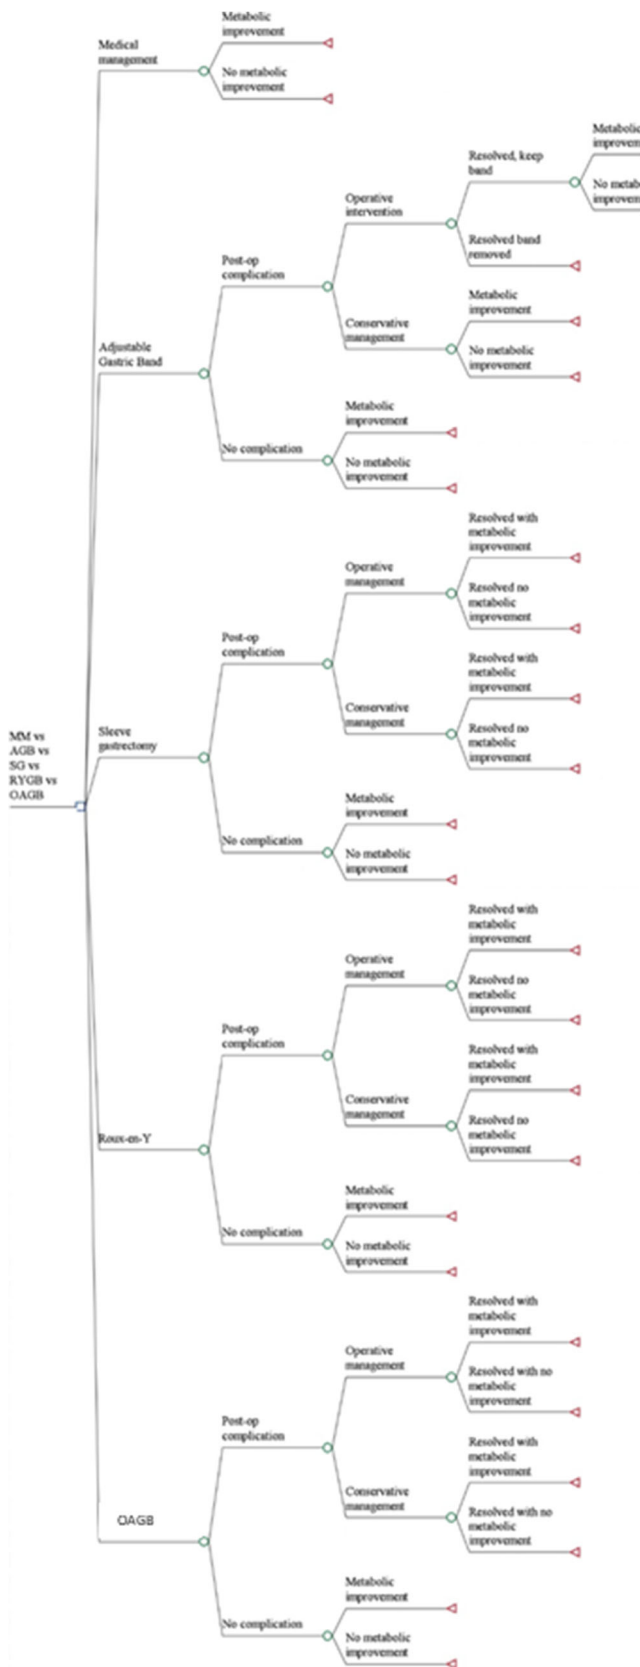 Metabolic
improvement
Medical
management
No metabolic
improvement
Metabolic
improvem
Resolved, keep
band
No metab
improvem
Operative
intervention
Resolved band
removed
Post-op
complication
Metabolic
improvement
Conservative
management
No metabolic
improvement
Adjustable
Gastric Band
Metabolic
improvement
No complication
No metabolic
improvement
Resolved with
metabolic
improvement
Operative
management
Resolved no
metabolic
improvement
Post-op
complication
Resolved with
metabolic
improvement
Conservative
management
Resolved no
metabolic
improvement
MM vs
AGB vs
SG vs
RYGB vs
OAGB
Sleeve
gastrectomy
Metabolic
improvement
No complication
No metabolic
improvement
Resolved with
metabolic
improvement
Operative
management
Resolved no
metabolic
improvement
Post-op
complication
Resolved with
metabolic
improvement
Conservative
management
Resolved no
metabolic
improvement
Roux-en-Y
Metabolic
improvement
No complication
No metabolic
improvement
Resolved with
metabolic
improvement
Operative
management
Resolved with no
metabolic
improvement
Post-op
complication
Resolved with
metabolic
improvement
Conservative
management
Resolved with no
metabolic
improvement
OAGB
Metabolic
improvement
No complication
No metabolic
improvement